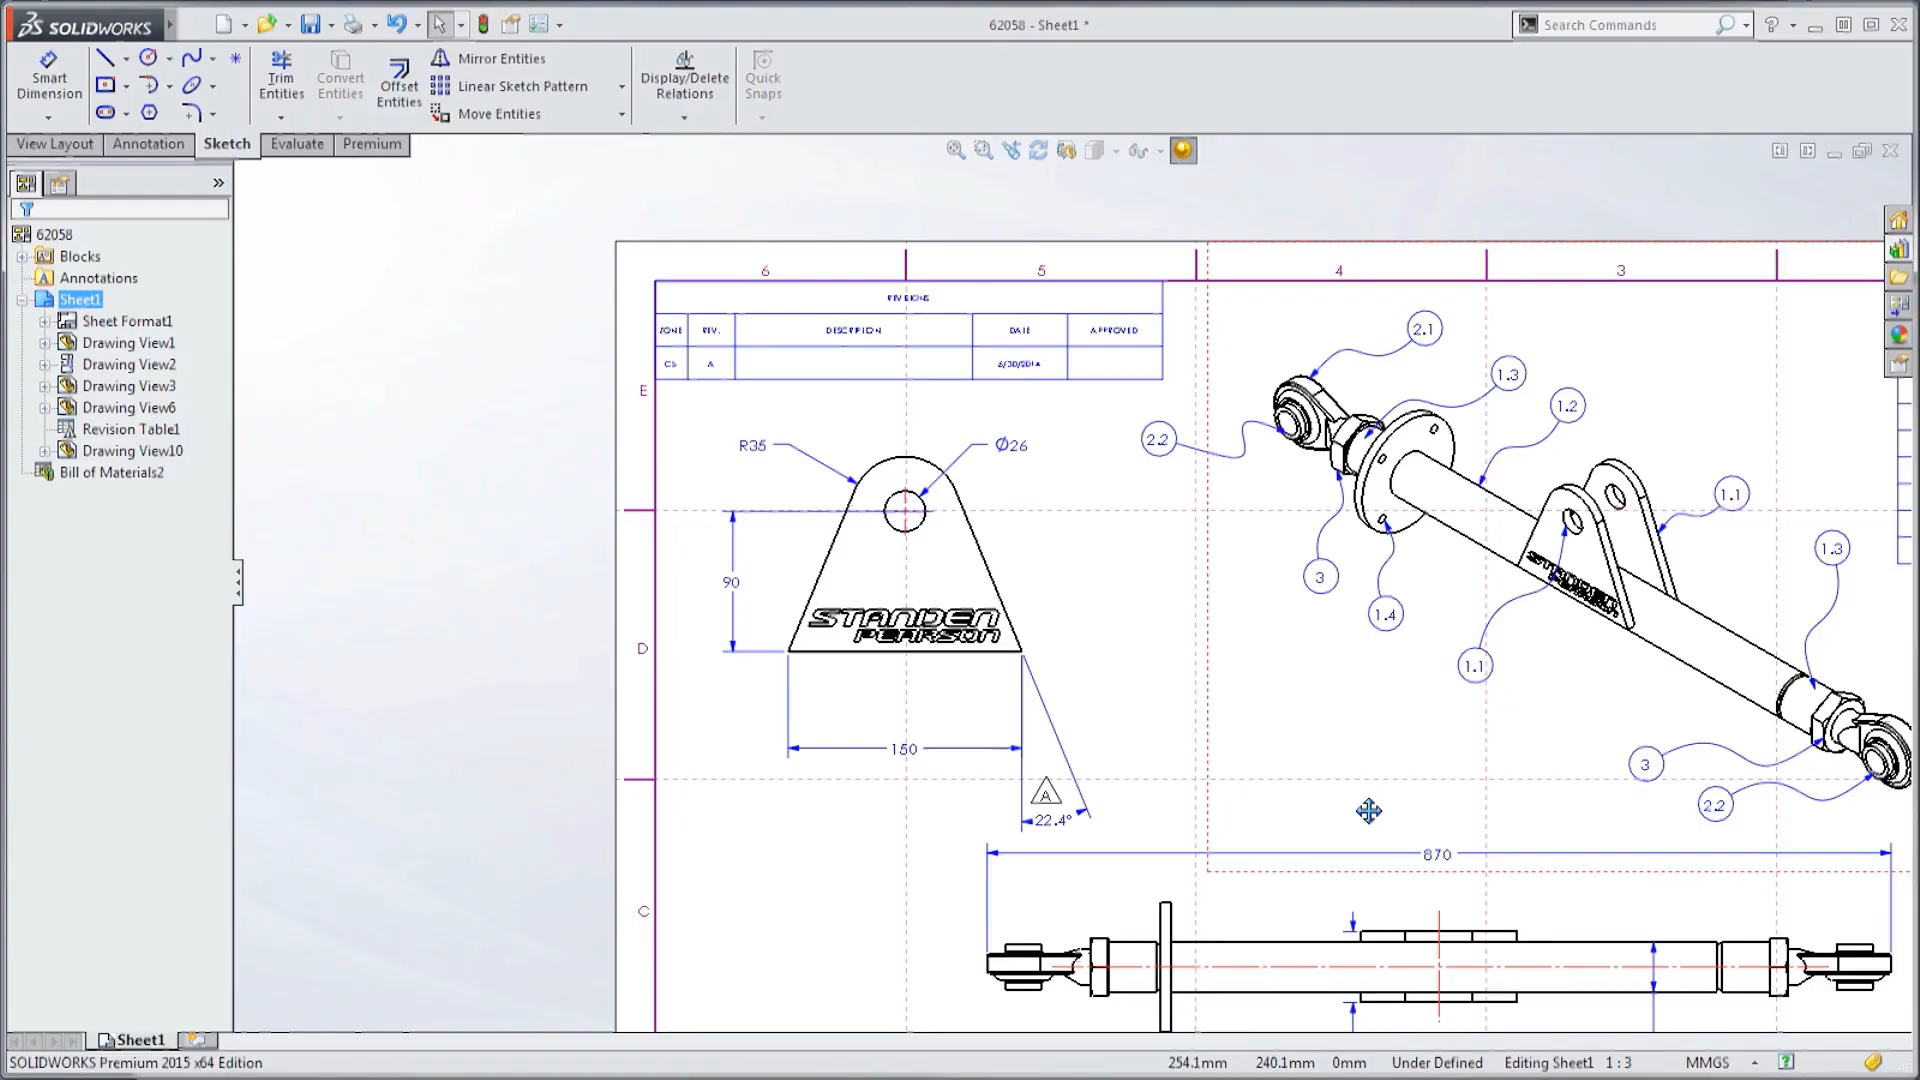 SOLIDWORKS
62058 - Sheet1 *
Search Commands
Smart Dimension
Trim Entities
Convert Entities
Offset Entities
Mirror Entities
Linear Sketch Pattern
Move Entities
Display/Delete Relations
Quick Snaps
View Layout
Annotation
Sketch
Evaluate
Premium
62058
Blocks
Annotations
Sheet1
Sheet Format1
Drawing View1
Drawing View2
Drawing View3
Drawing View6
Revision Table1
Drawing View10
Bill of Materials2
6 5 4 3
REVISIONS
ZONE REV. DESCRIPTION DATE APPROVED
C5 A 6/30/2014
E
D
C
R35
Ø26
90
STANDEN
PEARSON
150
A
22.4°
2.1
1.3
1.2
2.2
1.1
1.3
3
1.4
1.1
3
2.2
STANDEN
PEARSON
870
Sheet1
SOLIDWORKS Premium 2015 x64 Edition
254.1mm 240.1mm 0mm Under Defined Editing Sheet1 1 : 3 MMGS